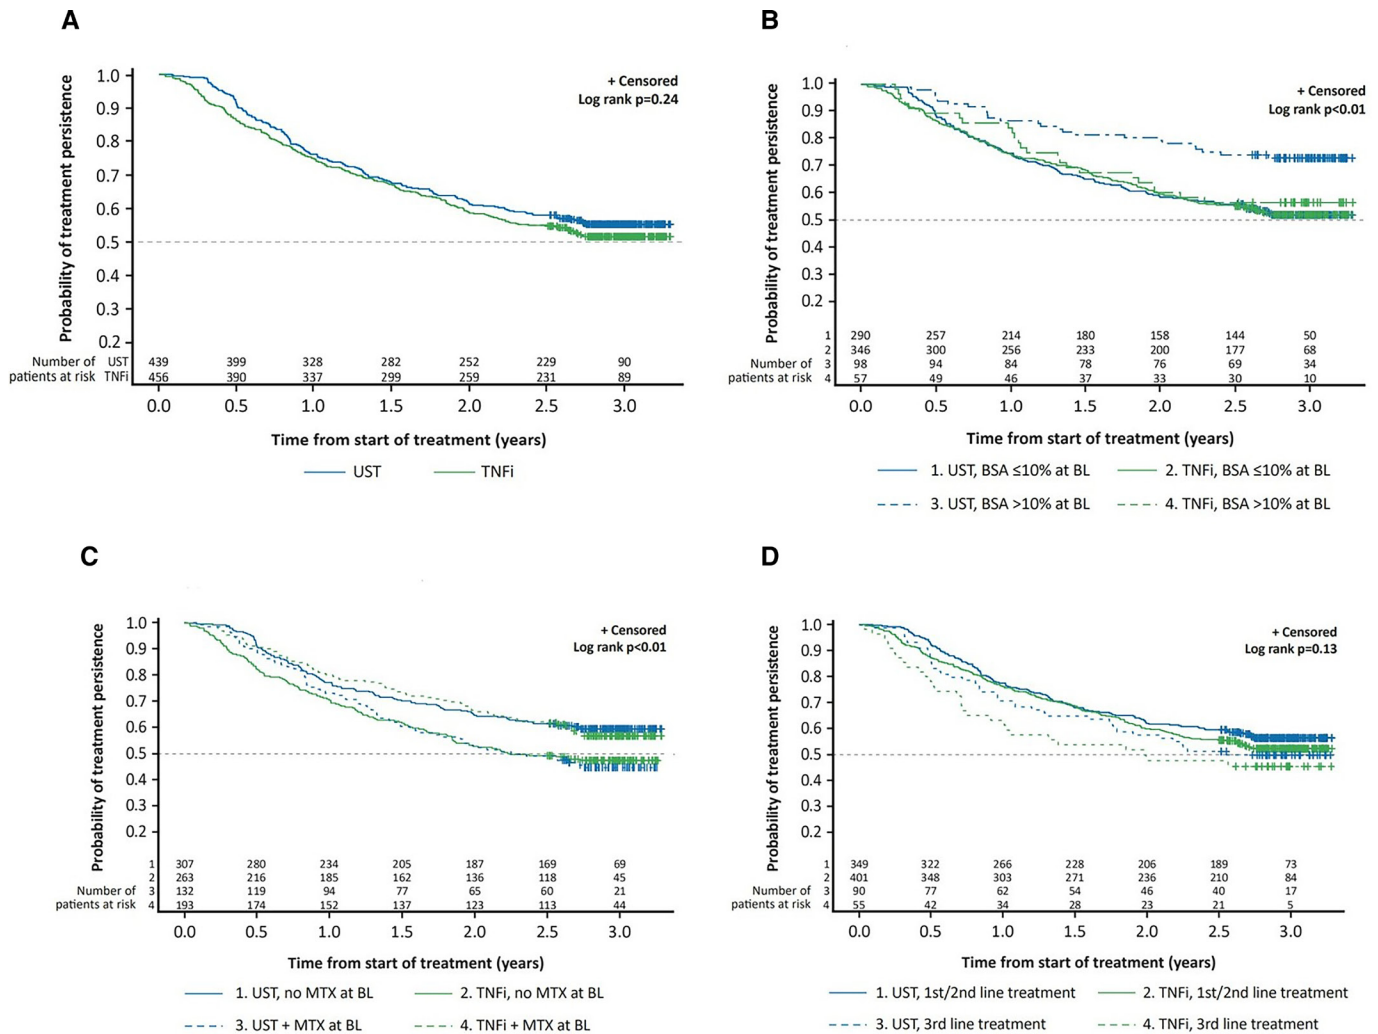 A
Probability of treatment persistence
1.0
0.9
0.8
0.7
0.6
0.5
0.4
0.3
0.2
+ Censored
Log rank p=0.24
Number of patients at risk
UST 439 399 328 282 252 229 90
TNFi 456 390 337 299 259 231 89
0.0 0.5 1.0 1.5 2.0 2.5 3.0
Time from start of treatment (years)
UST TNFi
B
Probability of treatment persistence
1.0
0.9
0.8
0.7
0.6
0.5
0.4
0.3
0.2
+ Censored
Log rank p<0.01
1 290 257 214 180 158 144 50
2 346 300 256 233 200 177 68
Number of 3 98 94 84 78 76 69 34
patients at risk 4 57 49 46 37 33 30 10
0.0 0.5 1.0 1.5 2.0 2.5 3.0
Time from start of treatment (years)
1. UST, BSA ≤10% at BL 2. TNFi, BSA ≤10% at BL
3. UST, BSA >10% at BL 4. TNFi, BSA >10% at BL
C
Probability of treatment persistence
1.0
0.9
0.8
0.7
0.6
0.5
0.4
0.3
0.2
+ Censored
Log rank p<0.01
1 307 280 234 205 187 169 69
2 263 216 185 162 136 118 45
Number of 3 132 119 94 77 65 60 21
patients at risk 4 193 174 152 137 123 113 44
0.0 0.5 1.0 1.5 2.0 2.5 3.0
Time from start of treatment (years)
1. UST, no MTX at BL 2. TNFi, no MTX at BL
3. UST + MTX at BL 4. TNFi + MTX at BL
D
Probability of treatment persistence
1.0
0.9
0.8
0.7
0.6
0.5
0.4
0.3
0.2
+ Censored
Log rank p=0.13
1 349 322 266 228 206 189 73
2 401 348 303 271 236 210 84
Number of 3 90 77 62 54 46 40 17
patients at risk 4 55 42 34 28 23 21 5
0.0 0.5 1.0 1.5 2.0 2.5 3.0
Time from start of treatment (years)
1. UST, 1st/2nd line treatment 2. TNFi, 1st/2nd line treatment
3. UST, 3rd line treatment 4. TNFi, 3rd line treatment